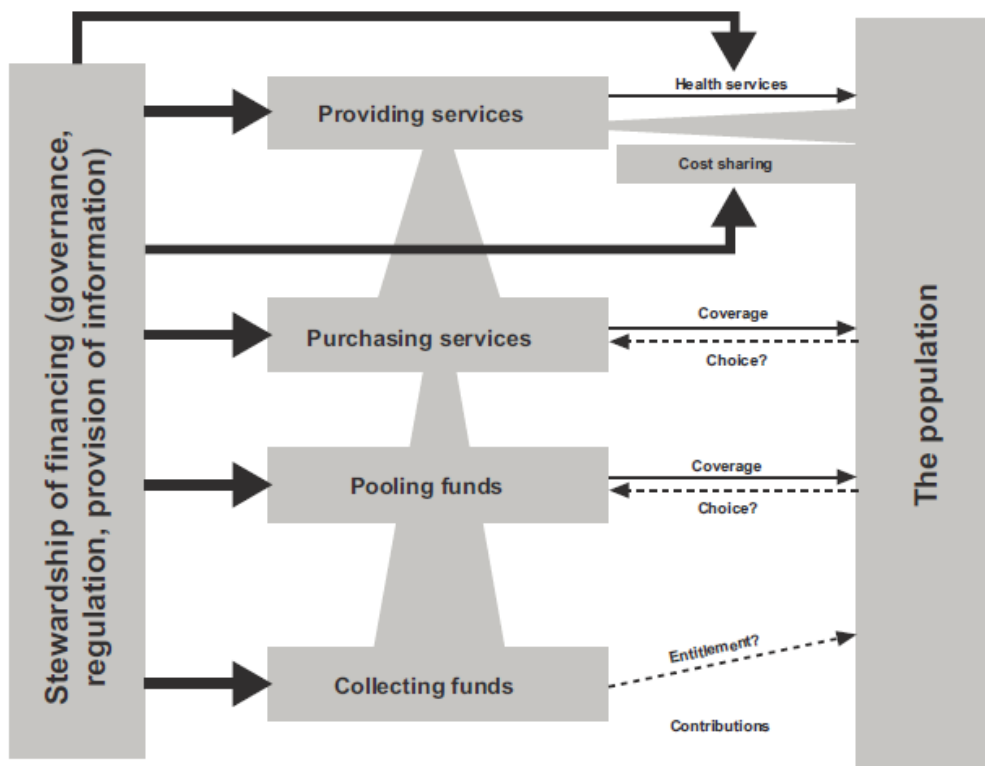 Stewardship of financing (governance,
regulation, provision of information)
Providing services
Health services
Cost sharing
Purchasing services
Coverage
Choice?
Pooling funds
Coverage
Choice?
Collecting funds
Entitlement?
Contributions
The population